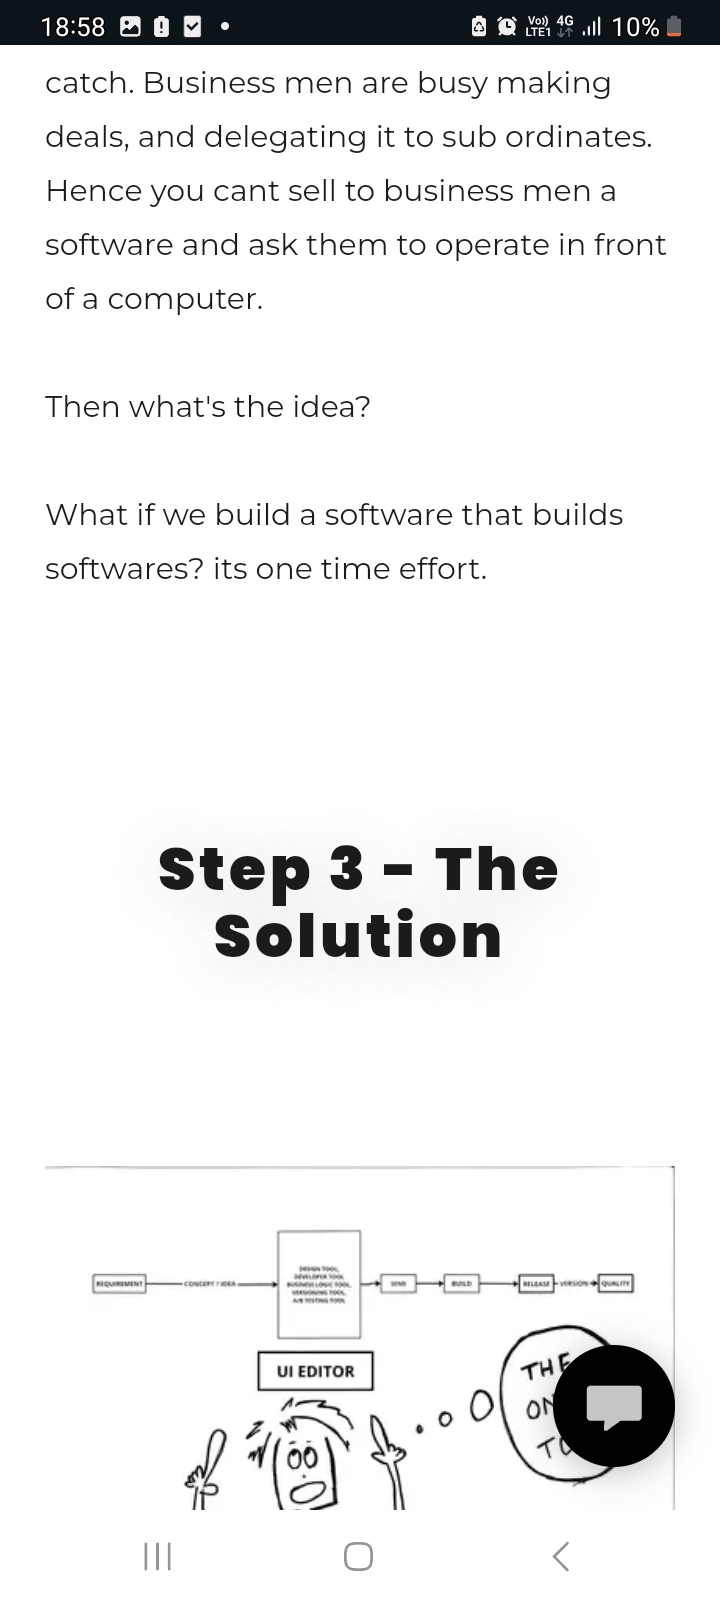 18:58
Vo)) 4G
LTE1
10%
catch. Business men are busy making
deals, and delegating it to sub ordinates.
Hence you cant sell to business men a
software and ask them to operate in front
of a computer.
Then what's the idea?
What if we build a software that builds
softwares? its one time effort.
Step 3 - The
Solution
DESIGN TOOL,
DEVELOPER TOOL
BUSINESS LOGIC TOOL,
VERSIONING TOOL,
A/B TESTING TOOL
REQUIREMENT
CONCEPT / IDEA
SEND
BUILD
RELEASE
VERSION
QUALITY
UI EDITOR
THE